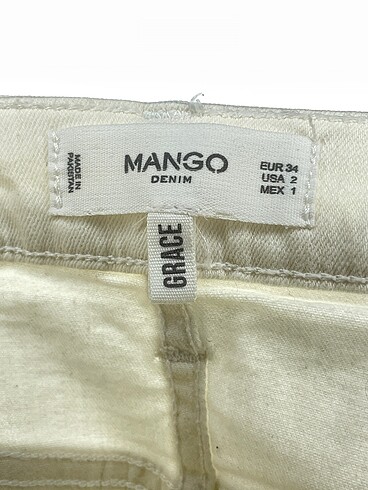 MADE IN
PAKISTAN
MANGO
DENIM
EUR 34
USA 2
MEX 1
GRACE